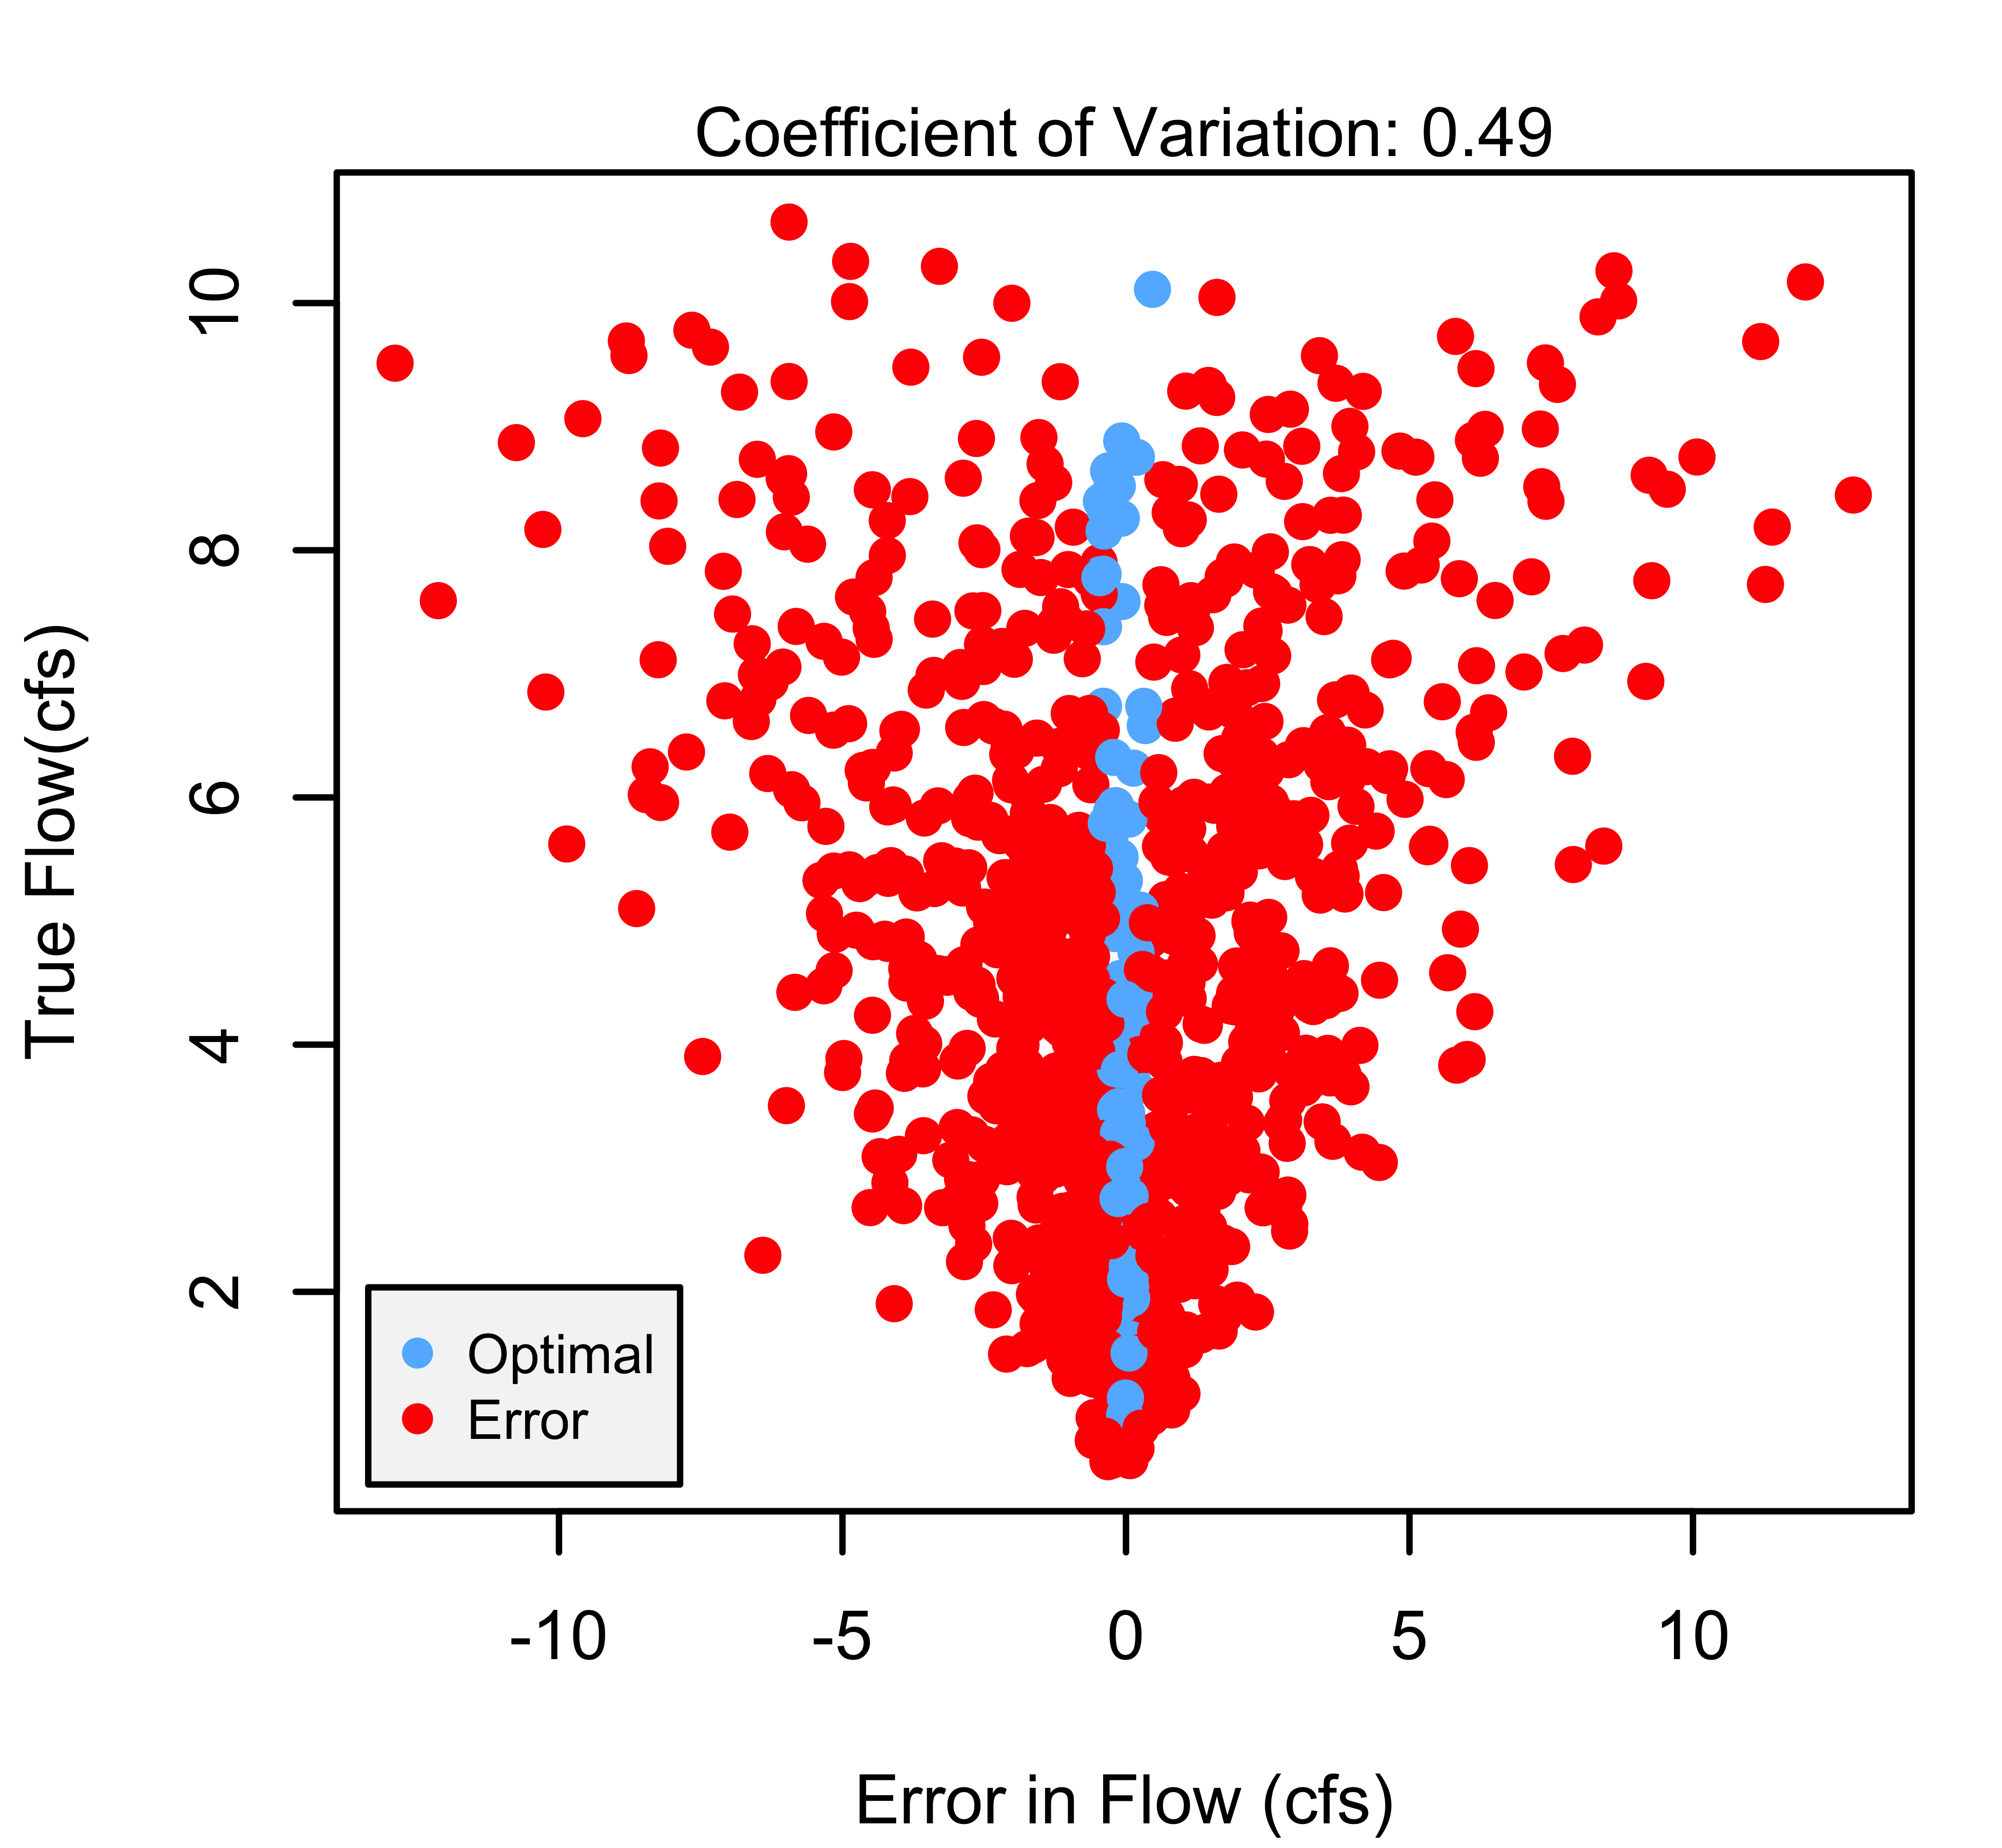 Coefficient of Variation: 0.49
True Flow(cfs)
10
8
6
4
2
Optimal
Error
-10 -5 0 5 10
Error in Flow (cfs)